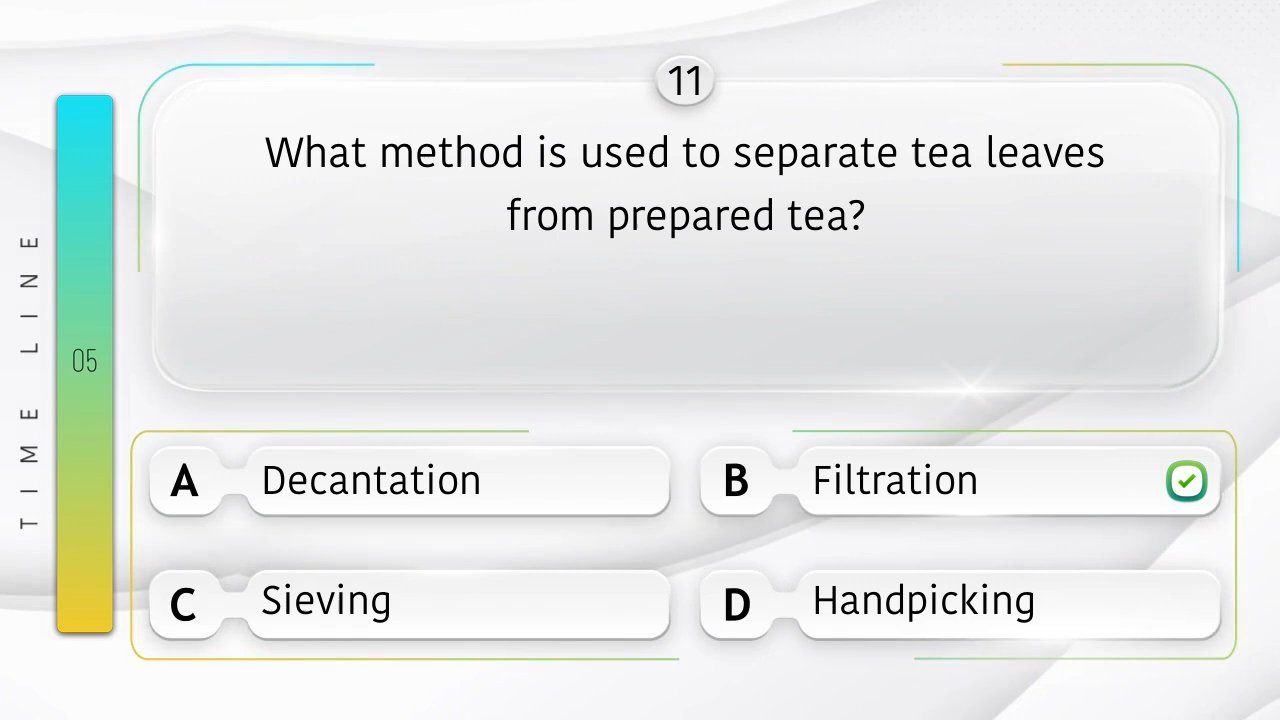 11
What method is used to separate tea leaves
from prepared tea?
TIME LINE
05
A Decantation
B Filtration
C Sieving
D Handpicking